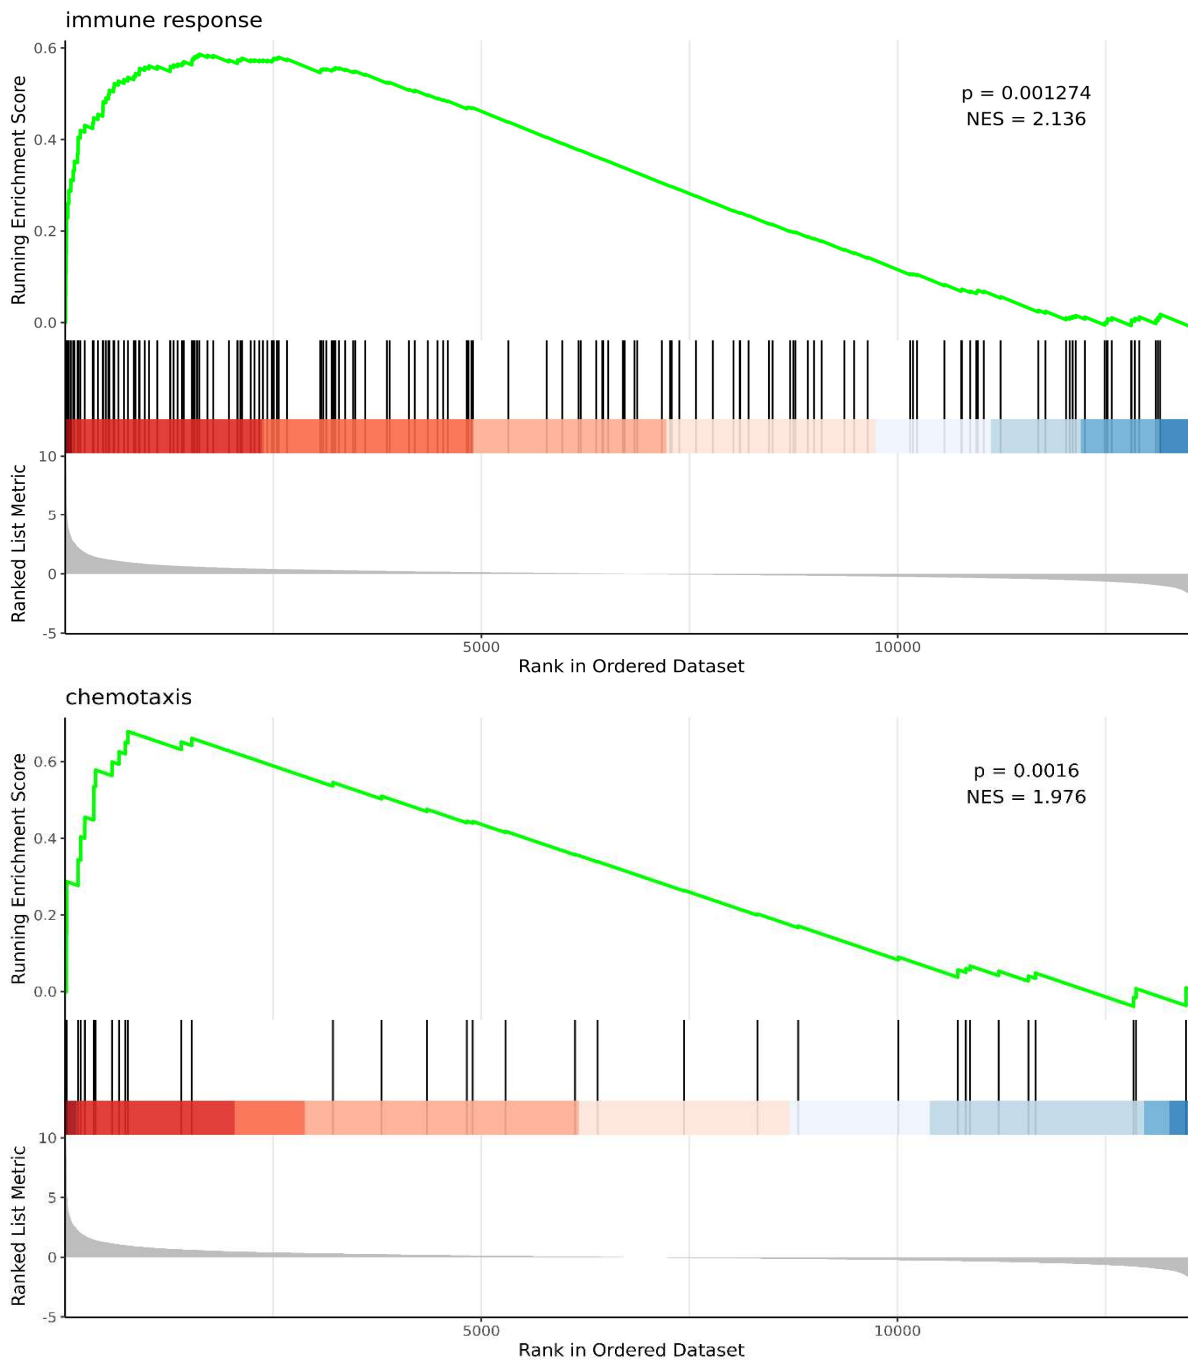 immune response
Running Enrichment Score
0.6
0.4
0.2
0.0
p = 0.001274
NES = 2.136
Ranked List Metric
10
5
0
-5
5000
10000
Rank in Ordered Dataset
chemotaxis
Running Enrichment Score
0.6
0.4
0.2
0.0
p = 0.0016
NES = 1.976
Ranked List Metric
10
5
0
-5
5000
10000
Rank in Ordered Dataset